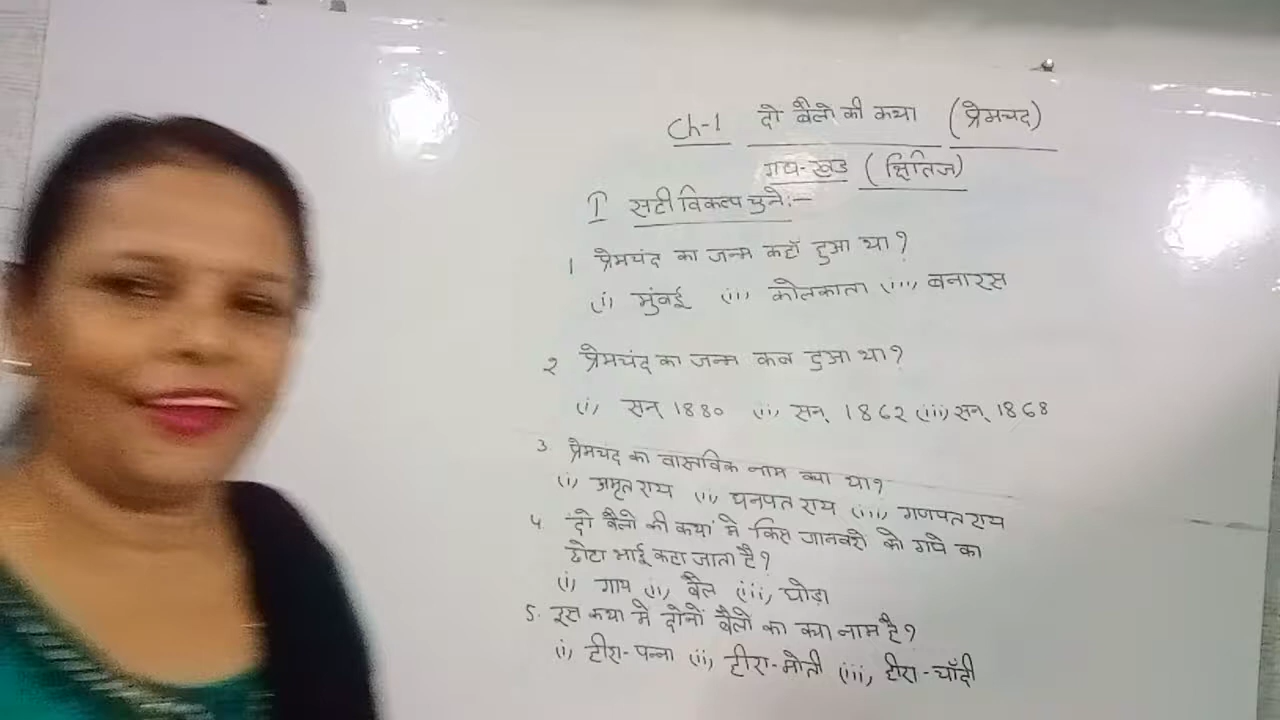 Ch-1 दो बैलो की कथा (प्रेमचंद)
गद्य-खंड (क्षितिज)
I सही विकल्प चुनें:-
1 प्रेमचंद का जन्म कहाँ हुआ था?
(i) मुंबई (ii) कोलकाता (iii) बनारस
2 प्रेमचंद का जन्म कब हुआ था?
(i) सन् 1880 (ii) सन् 1862 (iii) सन् 1868
3. प्रेमचंद का वास्तविक नाम क्या था?
(i) अमृत राय (ii) धनपत राय (iii) गणपत राय
4 दो बैलो की कथा मे किस जानवरो को गधे का
छोटा भाई कहा जाता है?
(i) गाय (ii) बैल (iii) घोड़ा
5. इस कथा मे दोनों बैलो का क्या नाम है?
(i) हीरा-पन्ना (ii) हीरा-मोती (iii) हीरा-चाँदी